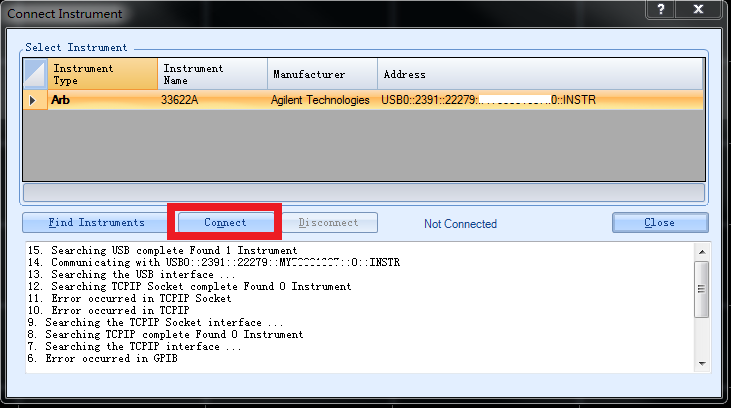 Connect Instrument
Select Instrument
Instrument Type
Instrument Name
Manufacturer
Address
Arb
33622A
Agilent Technologies
USB0::2391::22279::
0::INSTR
Find Instruments
Connect
Disconnect
Not Connected
Close
15. Searching USB complete Found 1 Instrument
14. Communicating with USB0::2391::22279::MY
::0::INSTR
13. Searching the USB interface ...
12. Searching TCPIP Socket complete Found 0 Instrument
11. Error occurred in TCPIP Socket
10. Error occurred in TCPIP
9. Searching the TCPIP Socket interface ...
8. Searching TCPIP complete Found 0 Instrument
7. Searching the TCPIP interface ...
6. Error occurred in GPIB